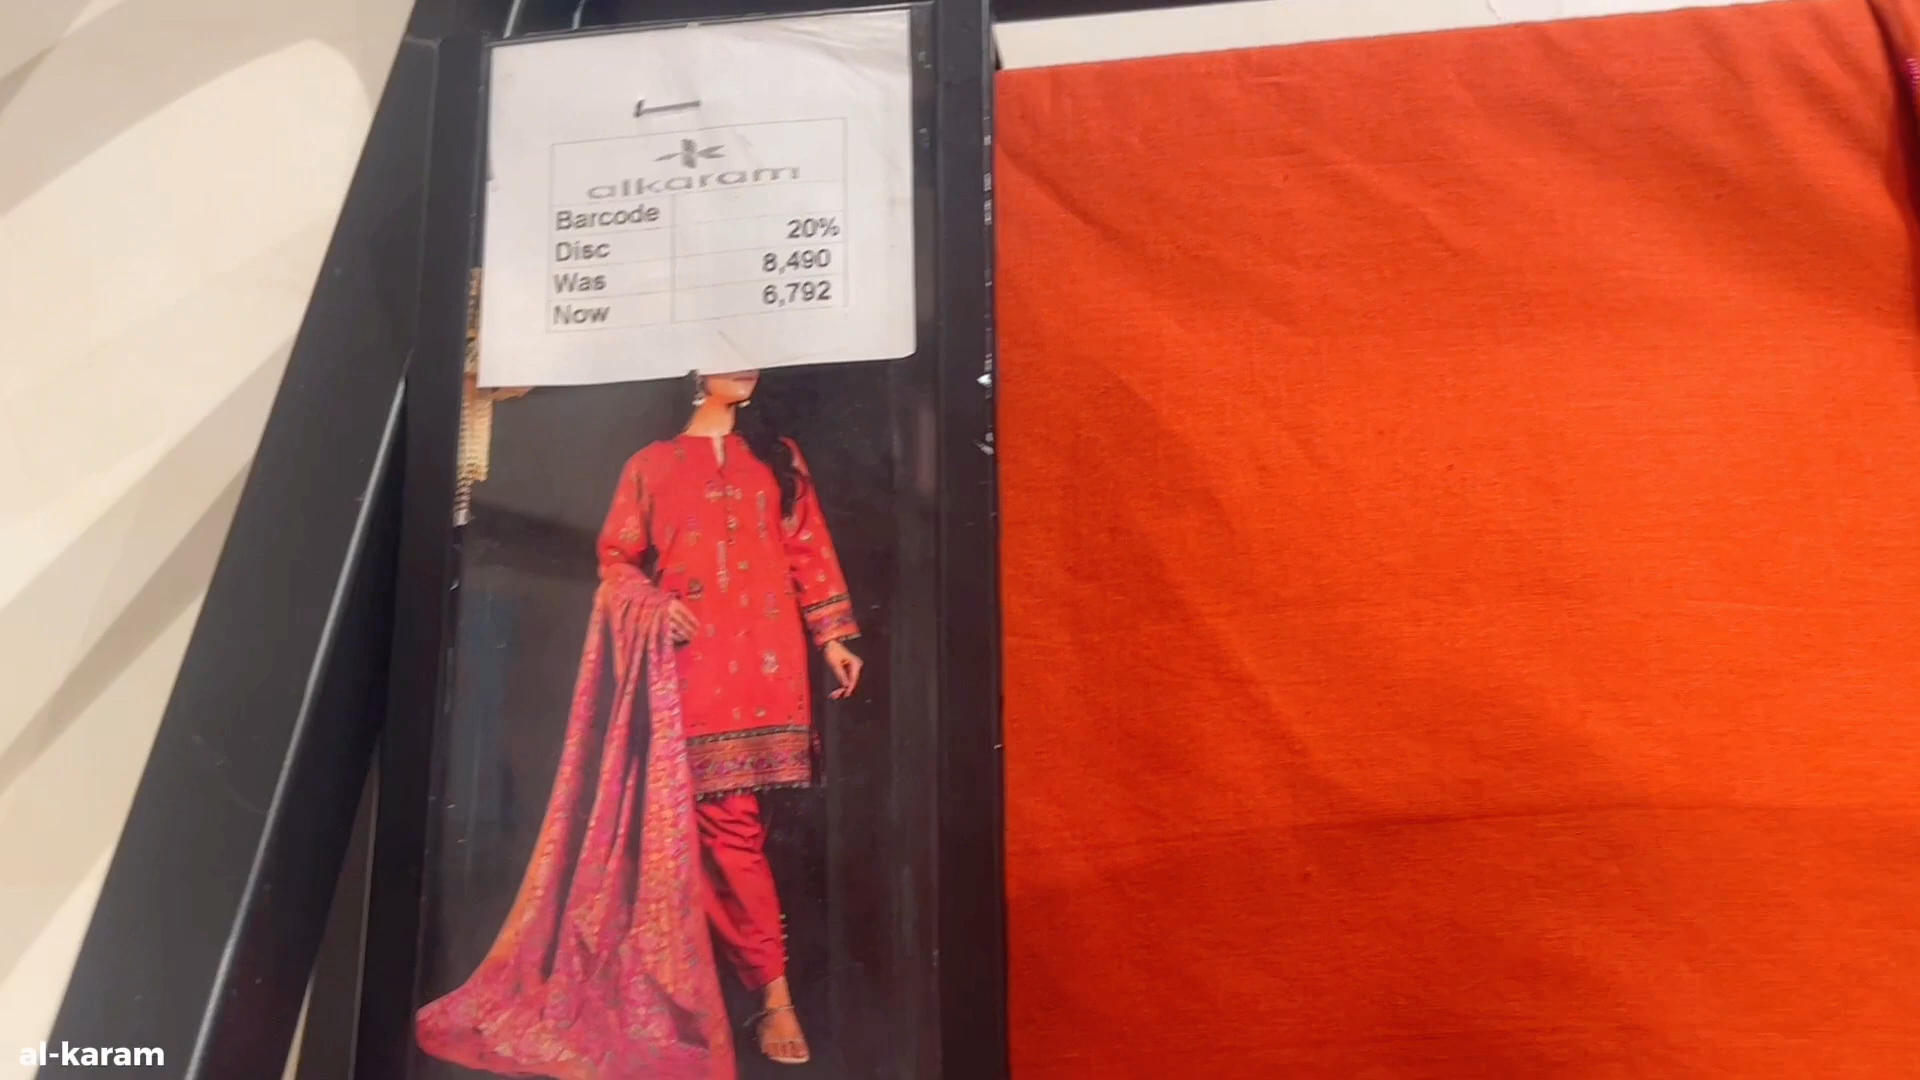 alkaram
Barcode
Disc 20%
Was 8,490
Now 6,792
al-karam